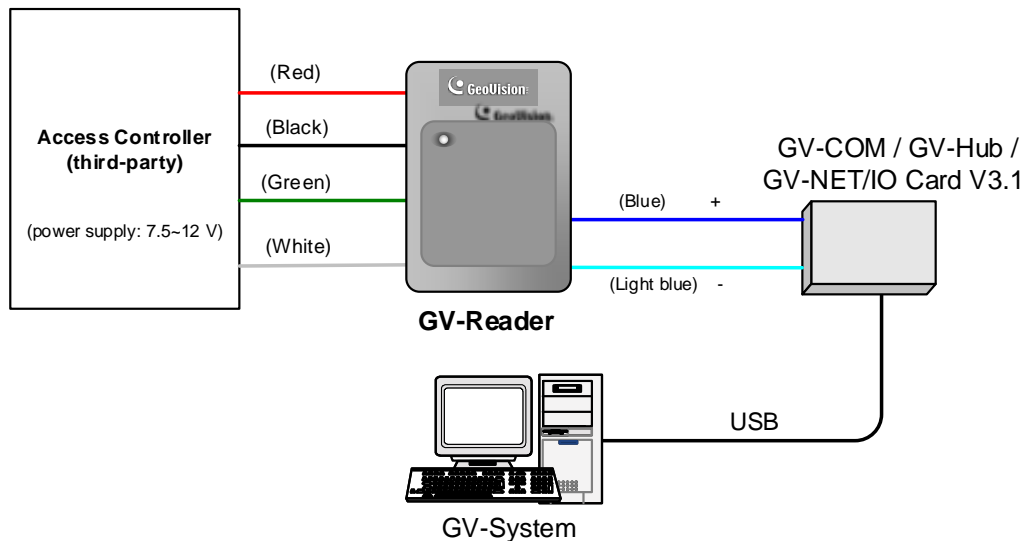 (Red)
Access Controller
(third-party)
(Black)
(Green)
(power supply: 7.5~12 V)
(White)
GeoVision
GeoVision
GV-Reader
(Blue) +
(Light blue) -
GV-COM / GV-Hub /
GV-NET/IO Card V3.1
USB
GV-System